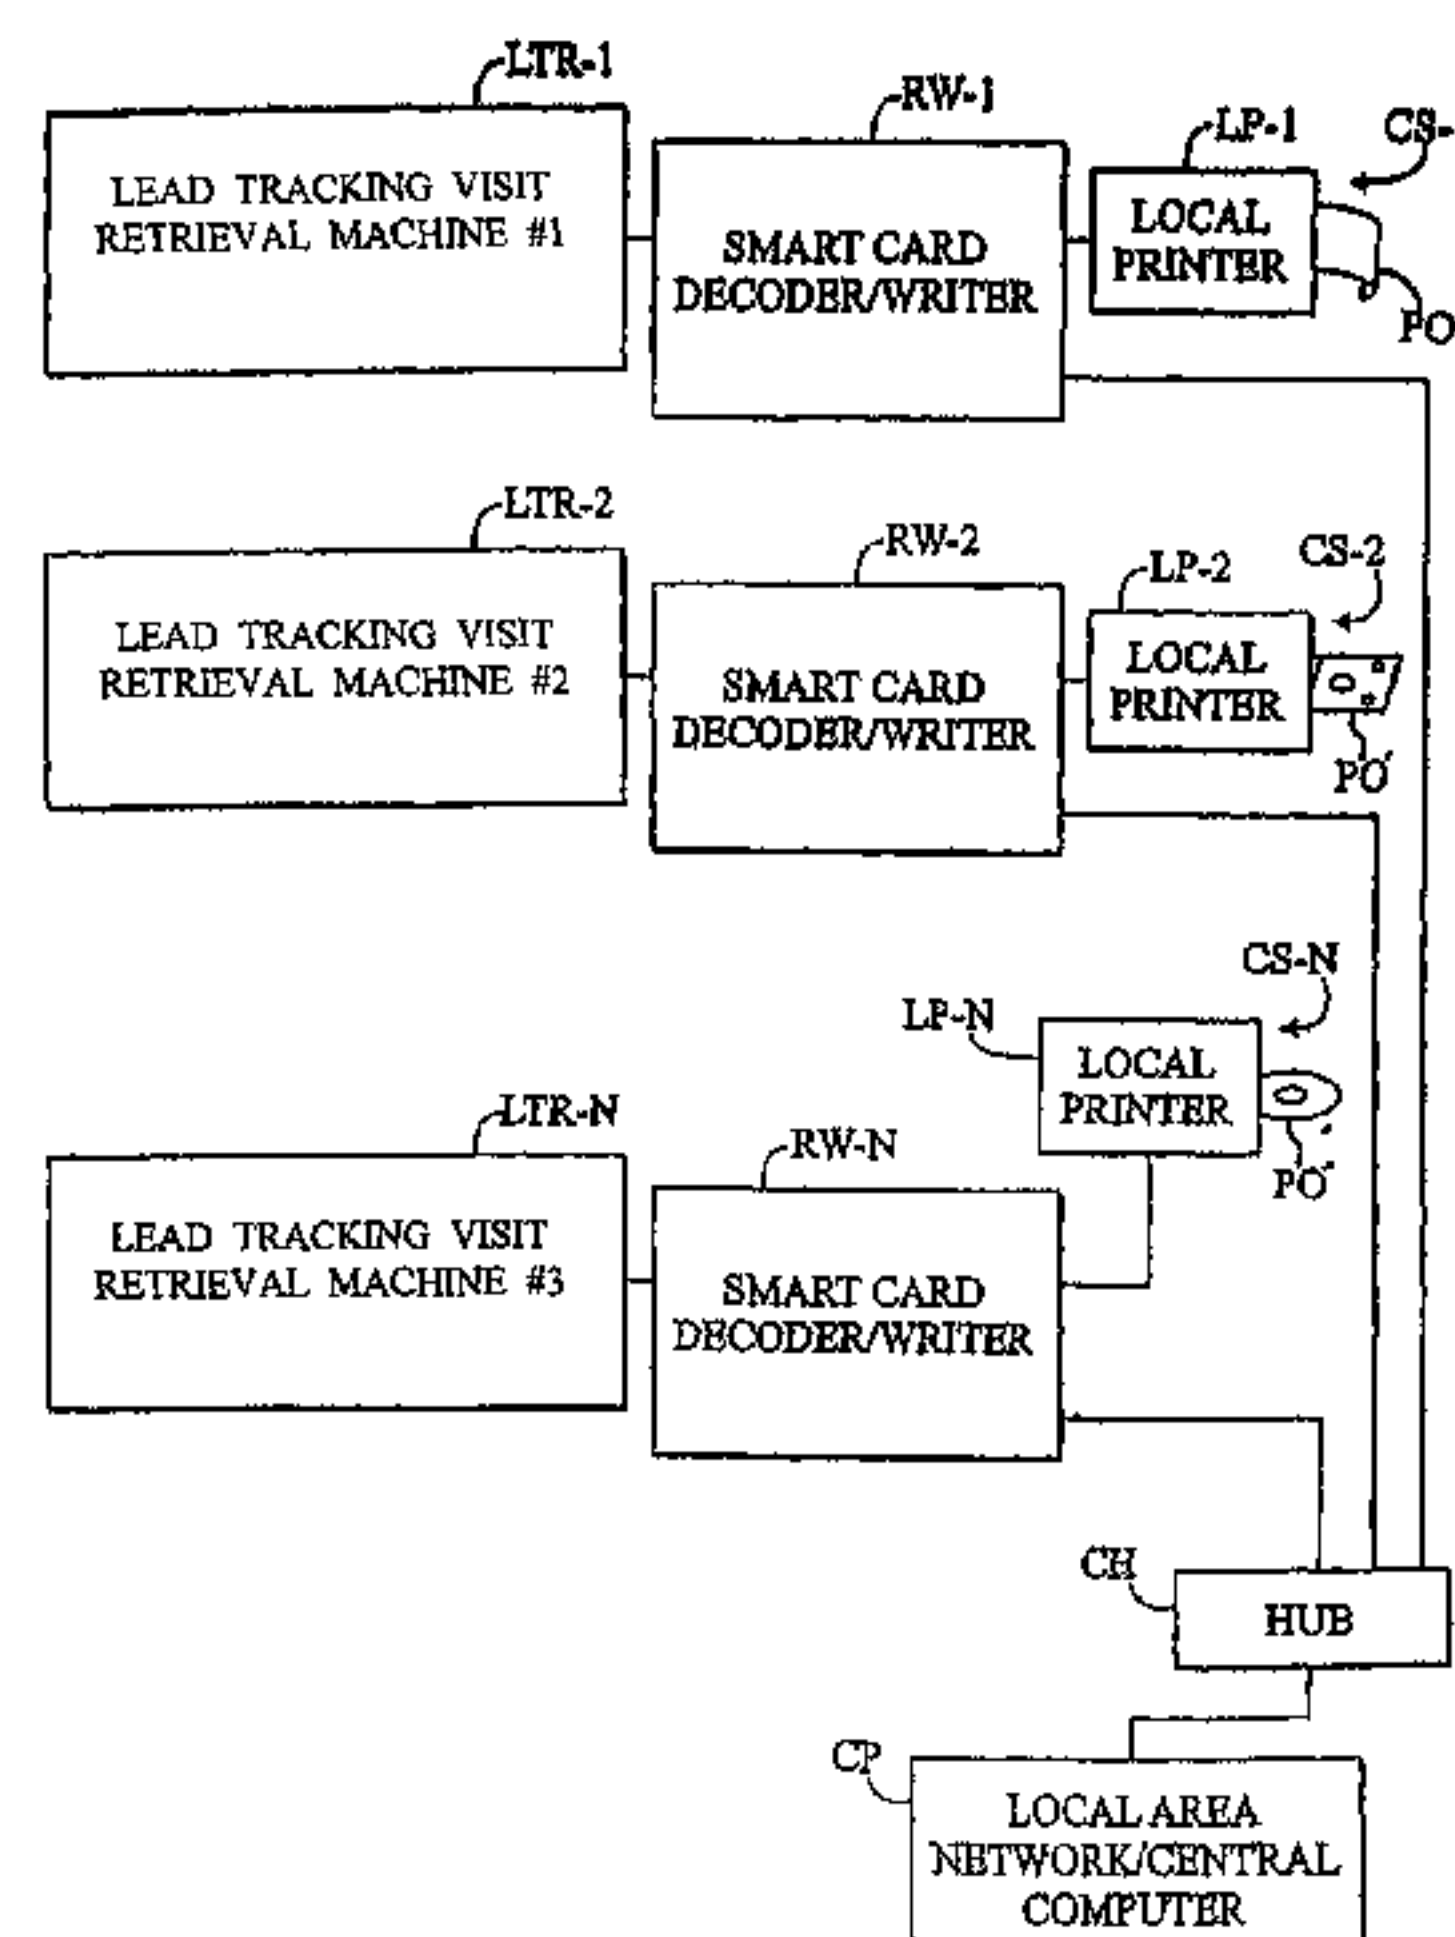 LTR-1
RW-1
LP-1
CS-
LEAD TRACKING VISIT
RETRIEVAL MACHINE #1
SMART CARD
DECODER/WRITER
LOCAL
PRINTER
PO
LTR-2
RW-2
LP-2
CS-2
LEAD TRACKING VISIT
RETRIEVAL MACHINE #2
SMART CARD
DECODER/WRITER
LOCAL
PRINTER
PO'
CS-N
LP-N
LOCAL
PRINTER
PO"
LTR-N
RW-N
LEAD TRACKING VISIT
RETRIEVAL MACHINE #3
SMART CARD
DECODER/WRITER
CH
HUB
CP
LOCAL AREA
NETWORK/CENTRAL
COMPUTER